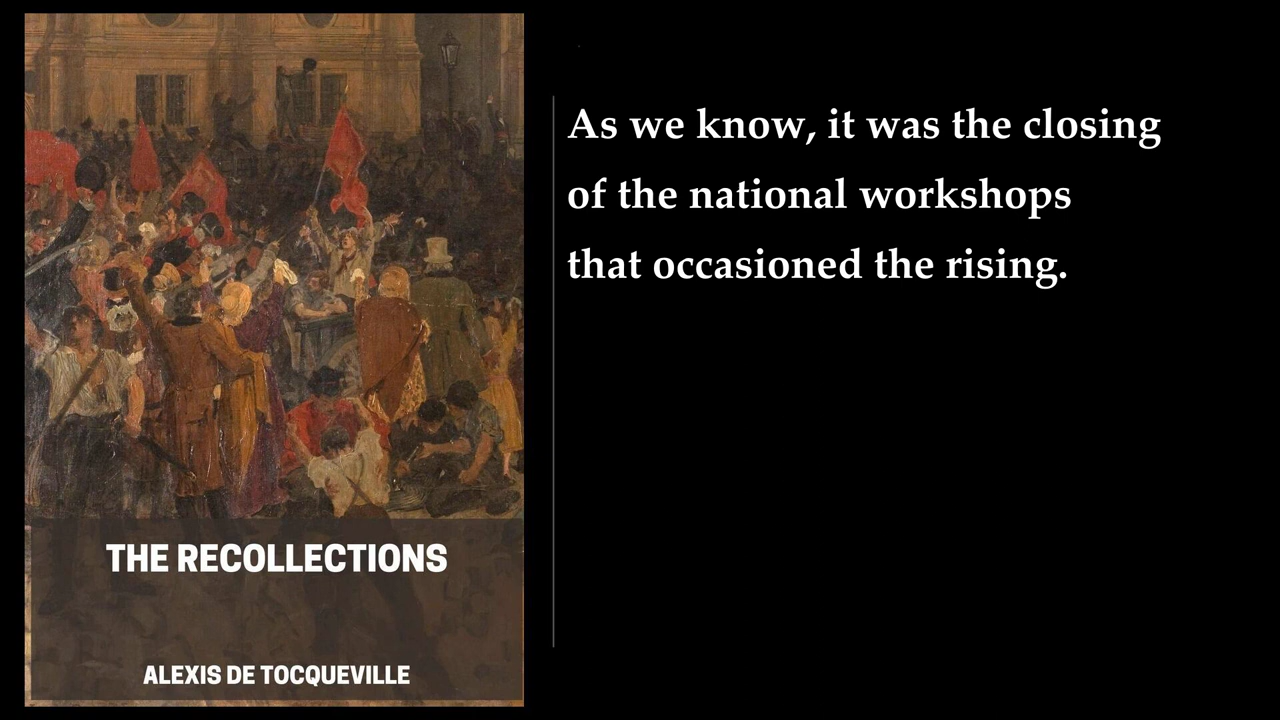 As we know, it was the closing
of the national workshops
that occasioned the rising.
THE RECOLLECTIONS
ALEXIS DE TOCQUEVILLE